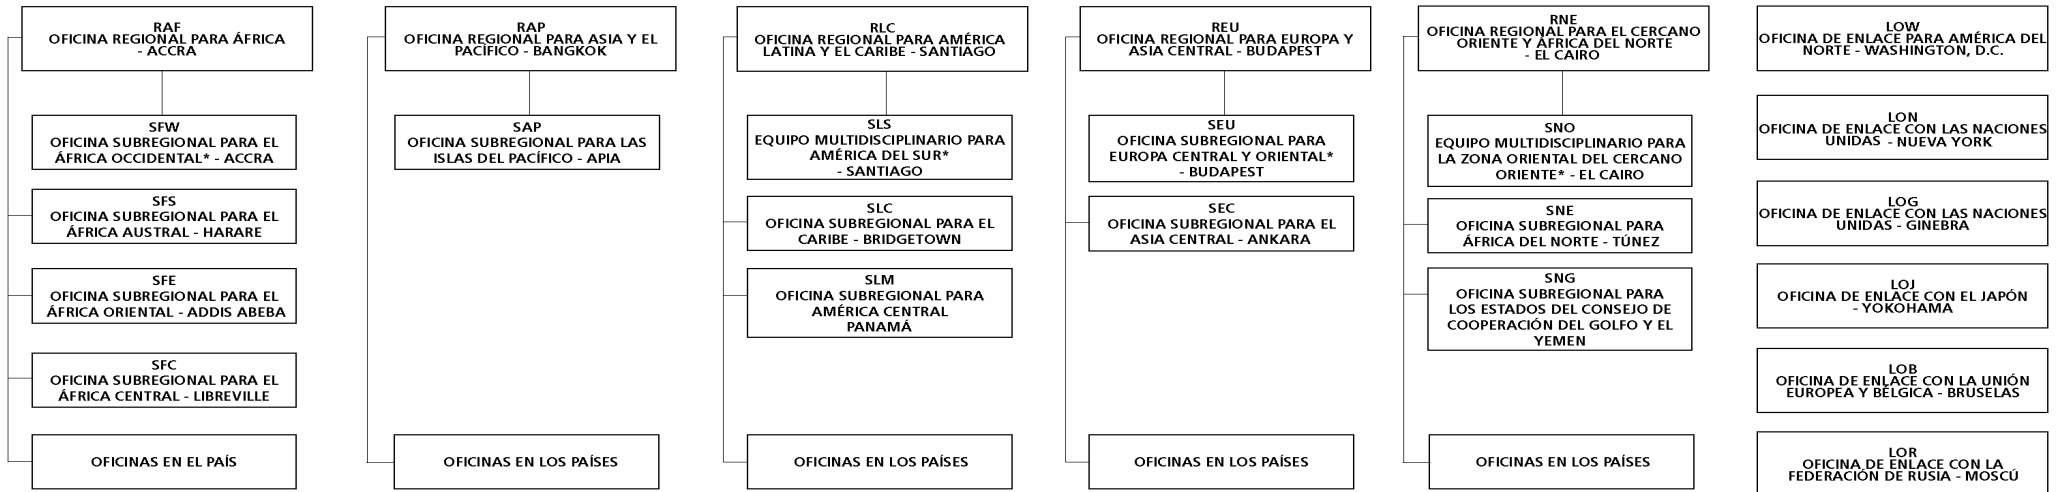 RAF
OFICINA REGIONAL PARA ÁFRICA
- ACCRA
SFW
OFICINA SUBREGIONAL PARA EL
ÁFRICA OCCIDENTAL* - ACCRA
SFS
OFICINA SUBREGIONAL PARA EL
ÁFRICA AUSTRAL - HARARE
SFE
OFICINA SUBREGIONAL PARA EL
ÁFRICA ORIENTAL - ADDIS ABEBA
SFC
OFICINA SUBREGIONAL PARA EL
ÁFRICA CENTRAL - LIBREVILLE
OFICINAS EN EL PAÍS
RAP
OFICINA REGIONAL PARA ASIA Y EL
PACÍFICO - BANGKOK
SAP
OFICINA SUBREGIONAL PARA LAS
ISLAS DEL PACÍFICO - APIA
OFICINAS EN LOS PAÍSES
RLC
OFICINA REGIONAL PARA AMÉRICA
LATINA Y EL CARIBE - SANTIAGO
SLS
EQUIPO MULTIDISCIPLINARIO PARA
AMÉRICA DEL SUR*
- SANTIAGO
SLC
OFICINA SUBREGIONAL PARA EL
CARIBE - BRIDGETOWN
SLM
OFICINA SUBREGIONAL PARA
AMÉRICA CENTRAL
PANAMÁ
OFICINAS EN LOS PAÍSES
REU
OFICINA REGIONAL PARA EUROPA Y
ASIA CENTRAL - BUDAPEST
SEU
OFICINA SUBREGIONAL PARA
EUROPA CENTRAL Y ORIENTAL*
- BUDAPEST
SEC
OFICINA SUBREGIONAL PARA EL
ASIA CENTRAL - ANKARA
OFICINAS EN LOS PAÍSES
RNE
OFICINA REGIONAL PARA EL CERCANO
ORIENTE Y ÁFRICA DEL NORTE
- EL CAIRO
SNO
EQUIPO MULTIDISCIPLINARIO PARA
LA ZONA ORIENTAL DEL CERCANO
ORIENTE* - EL CAIRO
SNE
OFICINA SUBREGIONAL PARA
ÁFRICA DEL NORTE - TÚNEZ
SNG
OFICINA SUBREGIONAL PARA
LOS ESTADOS DEL CONSEJO DE
COOPERACIÓN DEL GOLFO Y EL
YEMEN
OFICINAS EN LOS PAÍSES
LOW
OFICINA DE ENLACE PARA AMÉRICA DEL
NORTE - WASHINGTON, D.C.
LON
OFICINA DE ENLACE CON LAS NACIONES
UNIDAS - NUEVA YORK
LOG
OFICINA DE ENLACE CON LAS NACIONES
UNIDAS - GINEBRA
LOJ
OFICINA DE ENLACE CON EL JAPÓN
- YOKOHAMA
LOB
OFICINA DE ENLACE CON LA UNIÓN
EUROPEA Y BÉLGICA - BRUSELAS
LOR
OFICINA DE ENLACE CON LA
FEDERACIÓN DE RUSIA - MOSCÚ